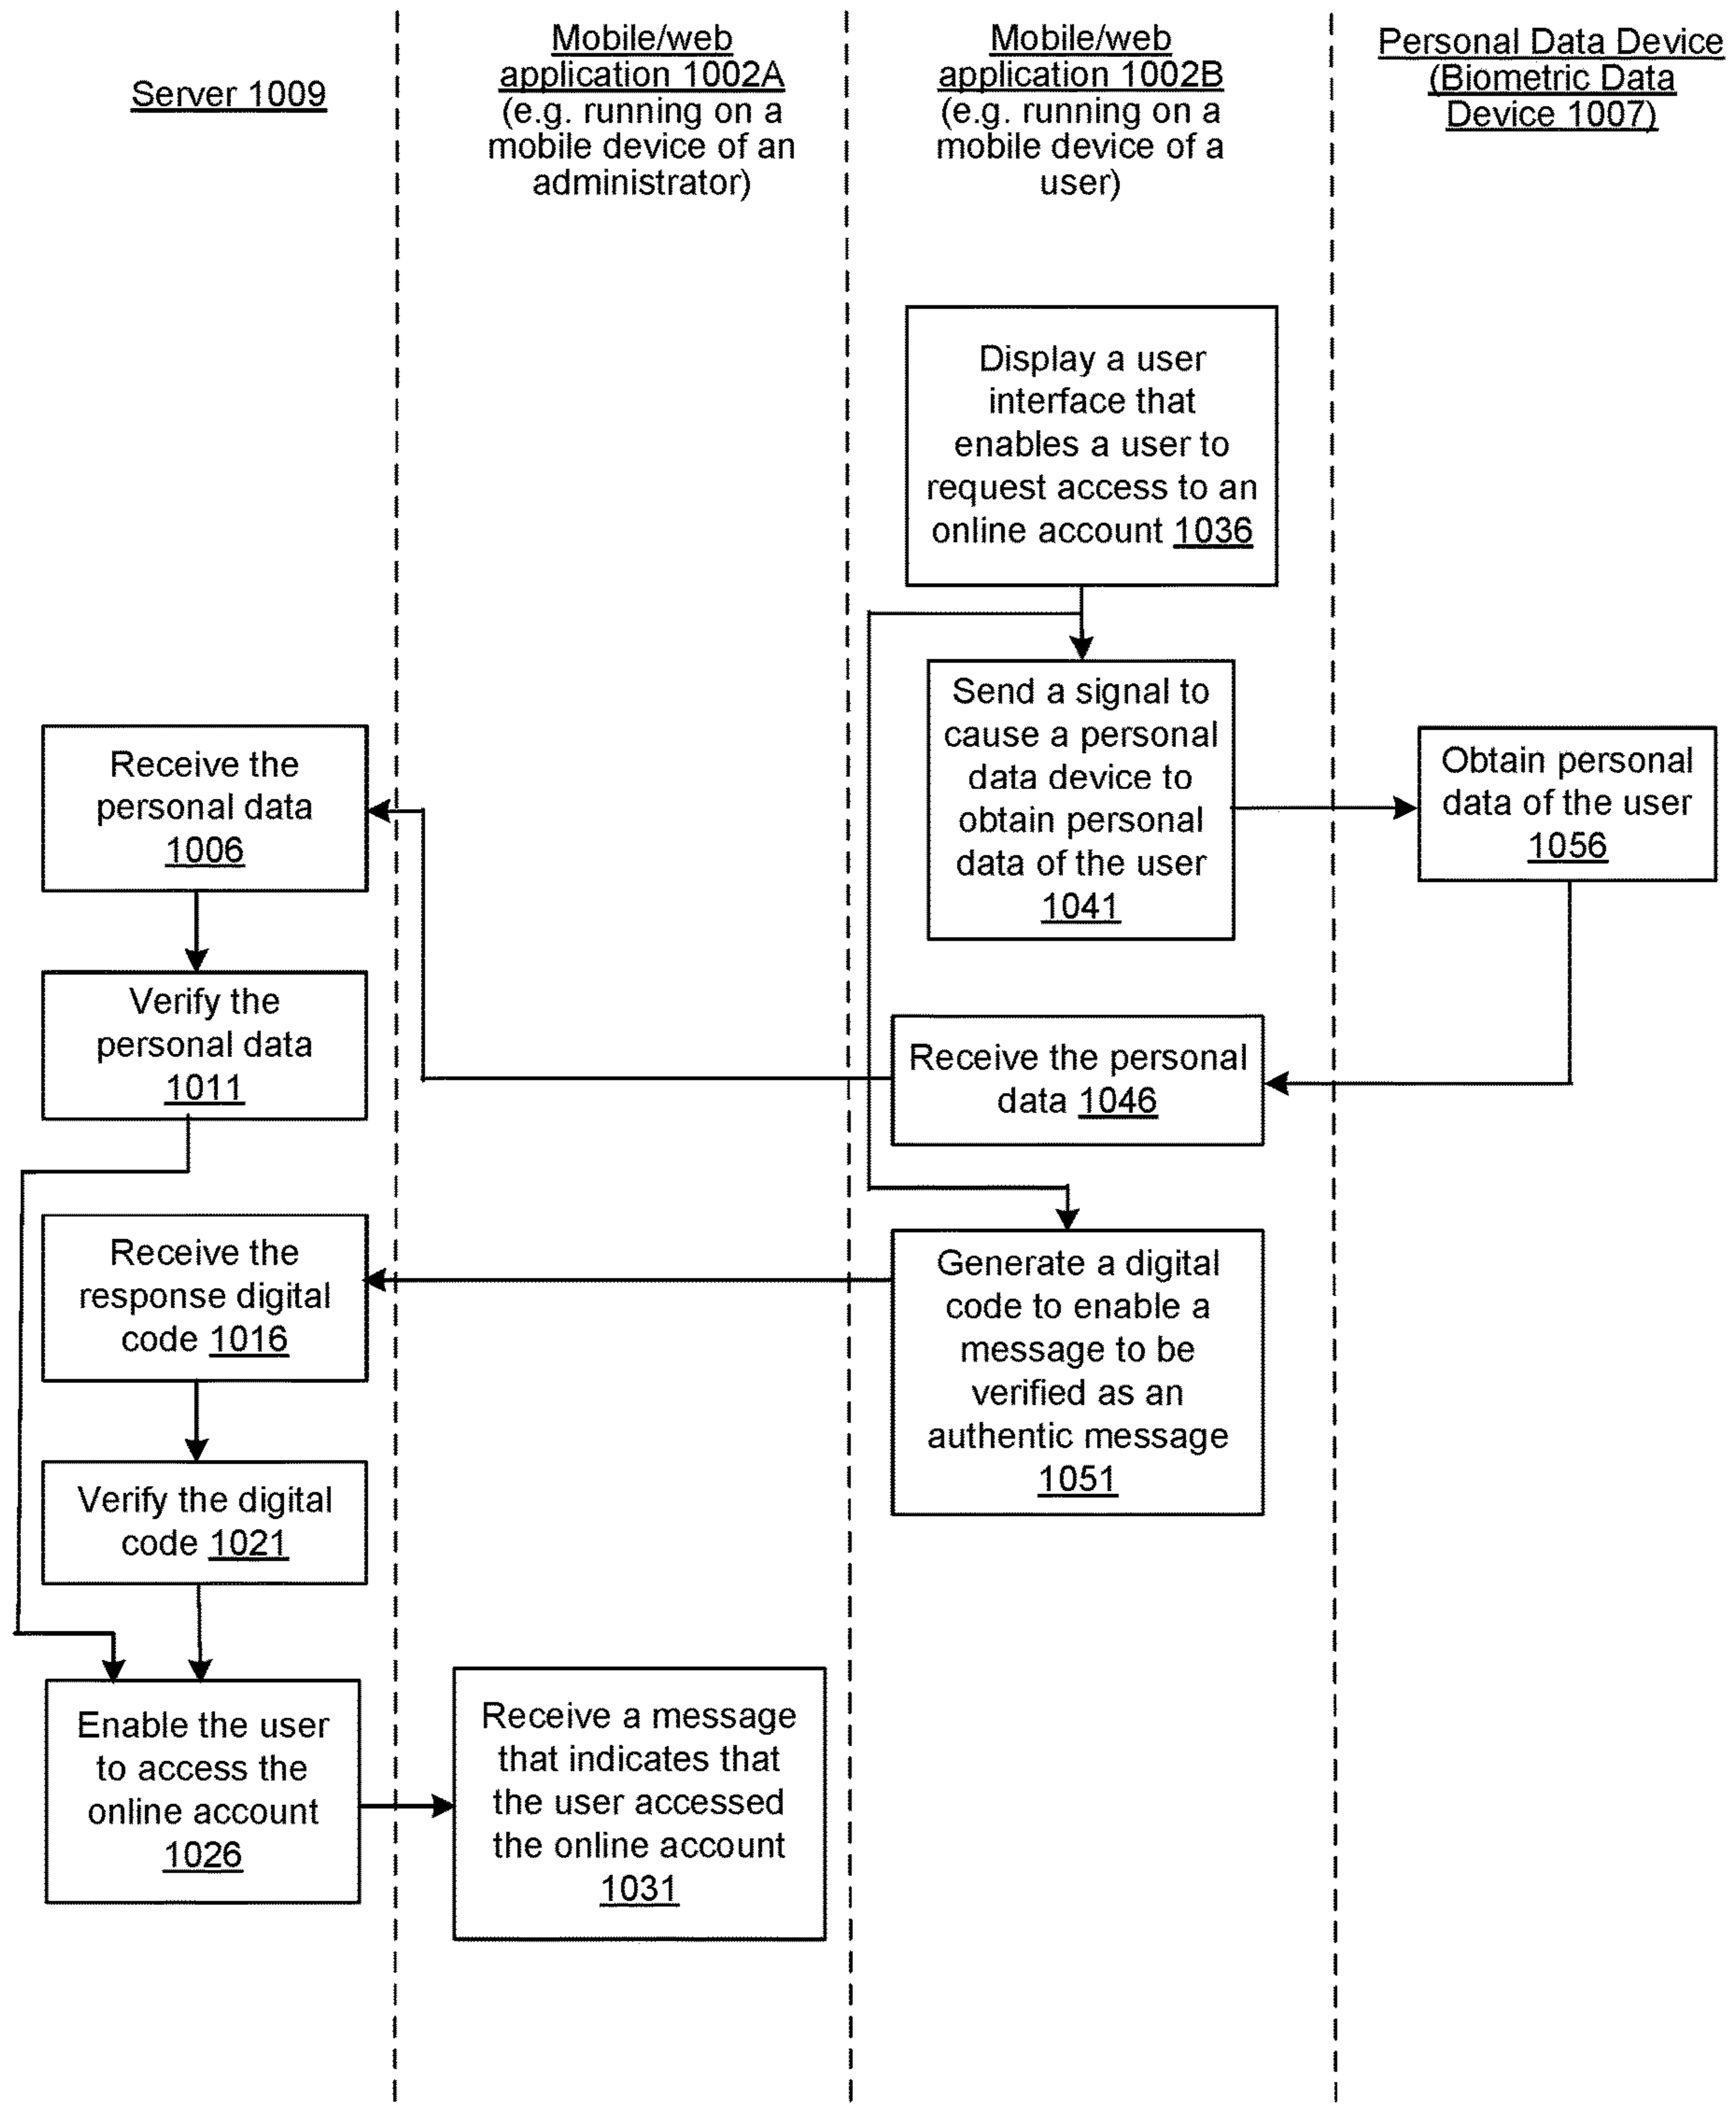 Server 1009
Mobile/web
application 1002A
(e.g. running on a
mobile device of an
administrator)
Mobile/web
application 1002B
(e.g. running on a
mobile device of a
user)
Personal Data Device
(Biometric Data
Device 1007)
Display a user
interface that
enables a user to
request access to an
online account 1036
Send a signal to
cause a personal
data device to
obtain personal
data of the user
1041
Obtain personal
data of the user
1056
Receive the
personal data
1006
Verify the
personal data
1011
Receive the personal
data 1046
Receive the
response digital
code 1016
Generate a digital
code to enable a
message to be
verified as an
authentic message
1051
Verify the digital
code 1021
Enable the user
to access the
online account
1026
Receive a message
that indicates that
the user accessed
the online account
1031